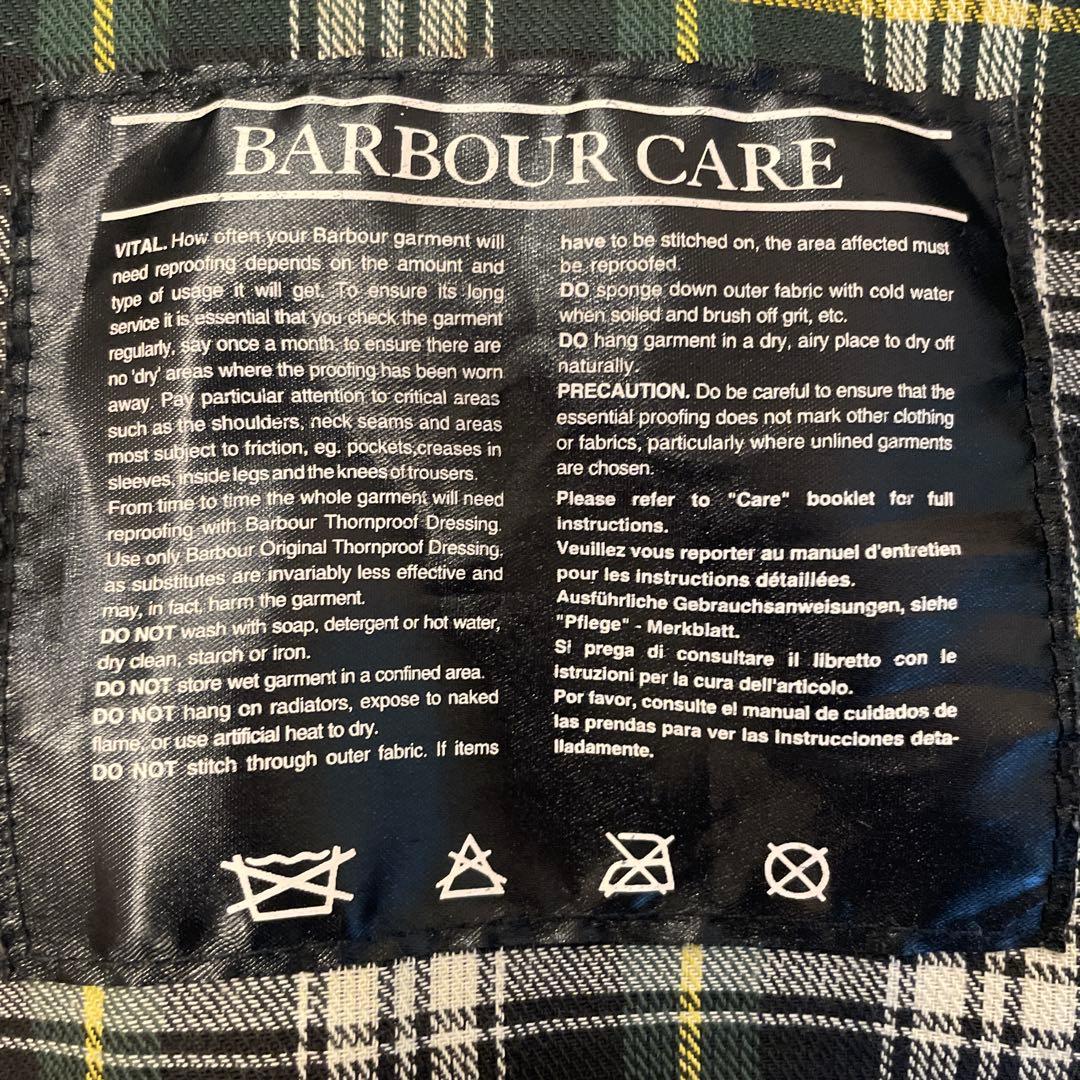 BARBOUR CARE
VITAL. How often your Barbour garment will
need reproofing depends on the amount and
type of usage it will get. To ensure its long
service it is essential that you check the garment
regularly, say once a month, to ensure there are
no 'dry' areas where the proofing has been worn
away. Pay particular attention to critical areas
such as the shoulders, neck seams and areas
most subject to friction, eg. pockets,creases in
sleeves, inside legs and the knees of trousers.
From time to time the whole garment will need
reproofing with Barbour Thornproof Dressing.
Use only Barbour Original Thornproof Dressing,
as substitutes are invariably less effective and
may, in fact, harm the garment.
DO NOT wash with soap, detergent or hot water,
dry clean, starch or iron.
DO NOT store wet garment in a confined area.
DO NOT hang on radiators, expose to naked
flame, or use artificial heat to dry.
DO NOT stitch through outer fabric. If items
have to be stitched on, the area affected must
be reproofed.
DO sponge down outer fabric with cold water
when soiled and brush off grit, etc.
DO hang garment in a dry, airy place to dry off
naturally.
PRECAUTION. Do be careful to ensure that the
essential proofing does not mark other clothing
or fabrics, particularly where unlined garments
are chosen.
Please refer to "Care" booklet for full
instructions.
Veuillez vous reporter au manuel d'entretien
pour les instructions détaillées.
Ausführliche Gebrauchsanweisungen, siehe
"Pflege" - Merkblatt.
Si prega di consultare il libretto con le
istruzioni per la cura dell'articolo.
Por favor, consulte el manual de cuidados de
las prendas para ver las instrucciones deta-
lladamente.